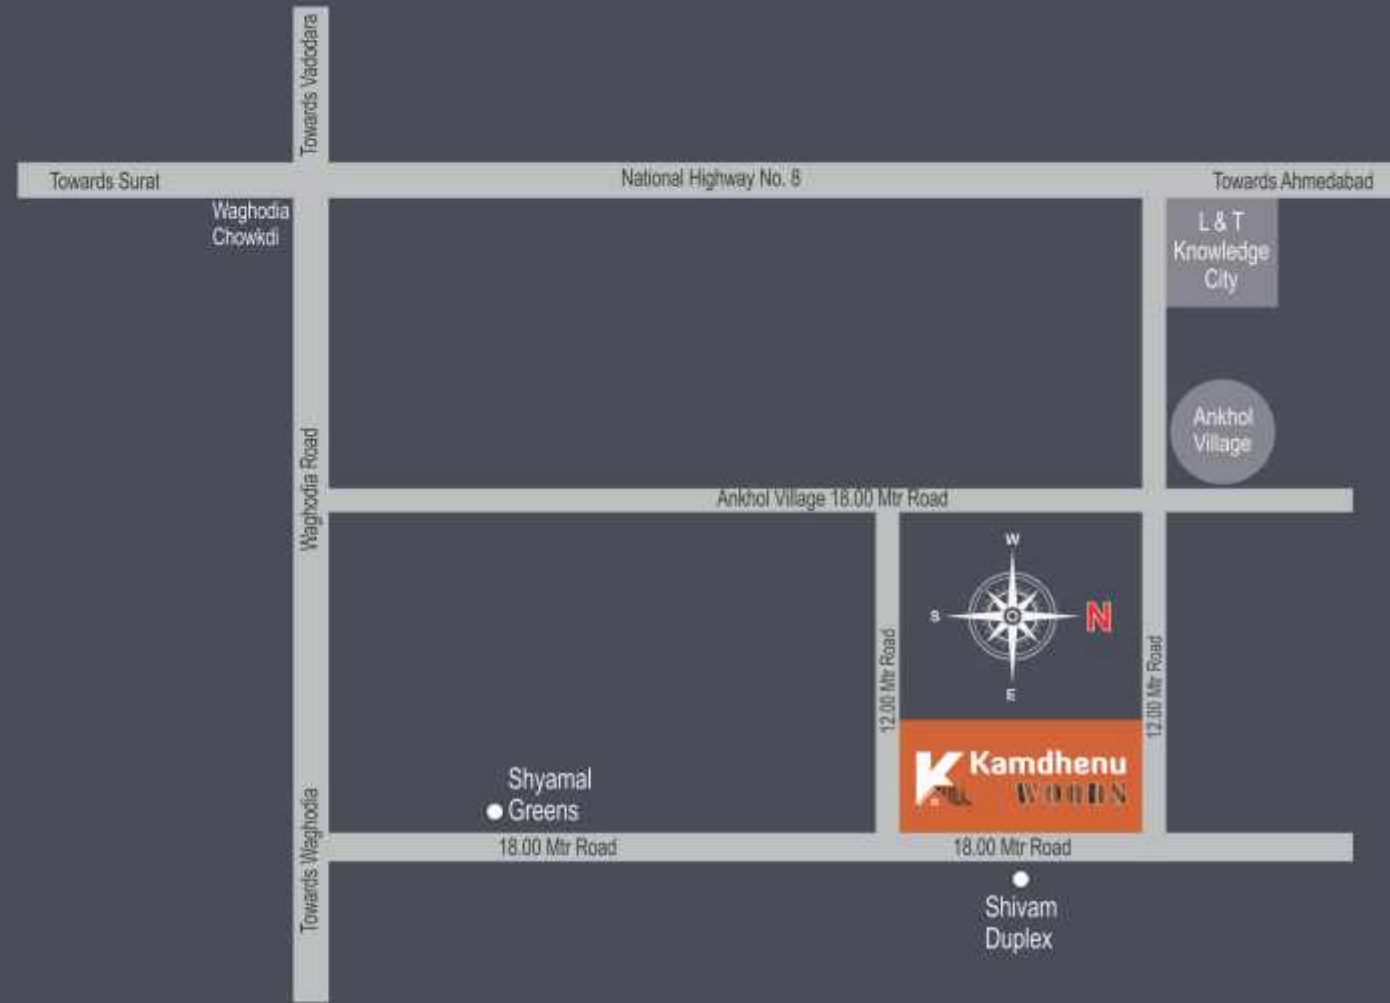 Towards Vadodara
Towards Surat
National Highway No. 8
Towards Ahmedabad
Waghodia
Chowkdi
L & T
Knowledge
City
Ankhol
Village
Waghodia Road
Ankhol Village 18.00 Mtr Road
W
S
N
E
12.00 Mtr Road
12.00 Mtr Road
K Kamdhenu
WOODS
Shyamal
Greens
Towards Waghodia
18.00 Mtr Road
18.00 Mtr Road
Shivam
Duplex